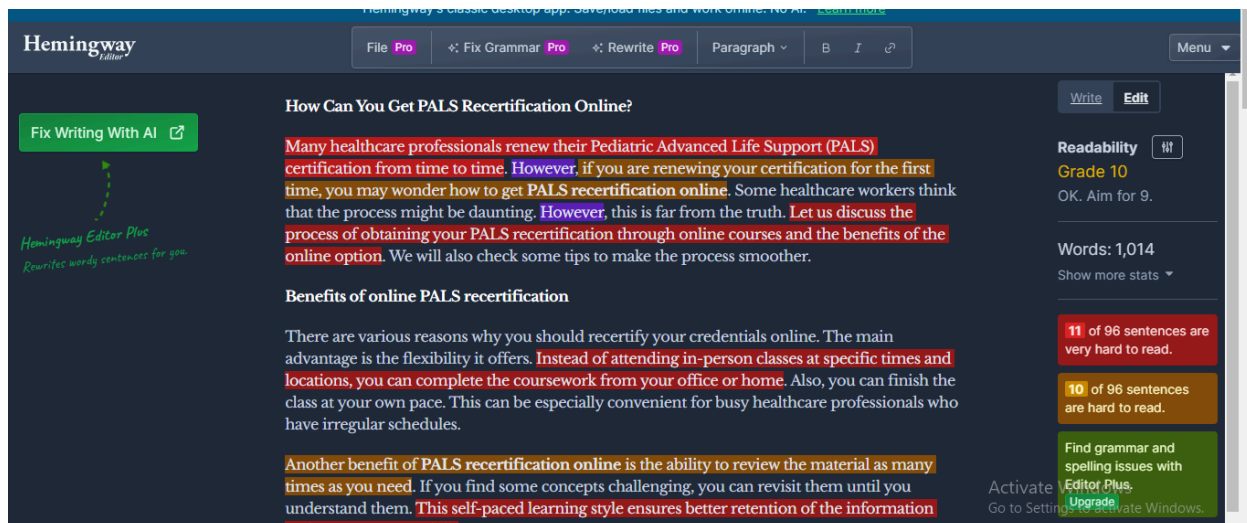 Hemingway's classic desktop app. Save/load files and work offline. No AI. Learn more
Hemingway
Editor
File Pro
Fix Grammar Pro
Rewrite Pro
Paragraph
B I
Menu
Fix Writing With AI
Hemingway Editor Plus
Rewrites wordy sentences for you.
How Can You Get PALS Recertification Online?
Many healthcare professionals renew their Pediatric Advanced Life Support (PALS)
certification from time to time. However, if you are renewing your certification for the first
time, you may wonder how to get PALS recertification online. Some healthcare workers think
that the process might be daunting. However, this is far from the truth. Let us discuss the
process of obtaining your PALS recertification through online courses and the benefits of the
online option. We will also check some tips to make the process smoother.
Benefits of online PALS recertification
There are various reasons why you should recertify your credentials online. The main
advantage is the flexibility it offers. Instead of attending in-person classes at specific times and
locations, you can complete the coursework from your office or home. Also, you can finish the
class at your own pace. This can be especially convenient for busy healthcare professionals who
have irregular schedules.
Another benefit of PALS recertification online is the ability to review the material as many
times as you need. If you find some concepts challenging, you can revisit them until you
understand them. This self-paced learning style ensures better retention of the information
Write Edit
Readability
Grade 10
OK. Aim for 9.
Words: 1,014
Show more stats
11 of 96 sentences are
very hard to read.
10 of 96 sentences
are hard to read.
Find grammar and
spelling issues with
Editor Plus.
Upgrade
Activate Windows
Go to Settings to activate Windows.